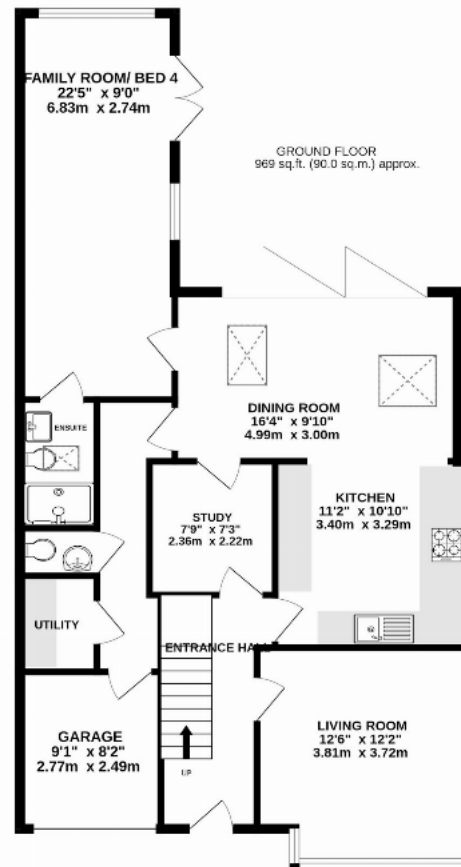 FAMILY ROOM/ BED 4
22'5" x 9'0"
6.83m x 2.74m
GROUND FLOOR
969 sq.ft. (90.0 sq.m.) approx.
DINING ROOM
16'4" x 9'10"
4.99m x 3.00m
ENSUITE
KITCHEN
11'2" x 10'10"
3.40m x 3.29m
STUDY
7'9" x 7'3"
2.36m x 2.22m
UTILITY
ENTRANCE HALL
LIVING ROOM
12'6" x 12'2"
3.81m x 3.72m
GARAGE
9'1" x 8'2"
2.77m x 2.49m
UP